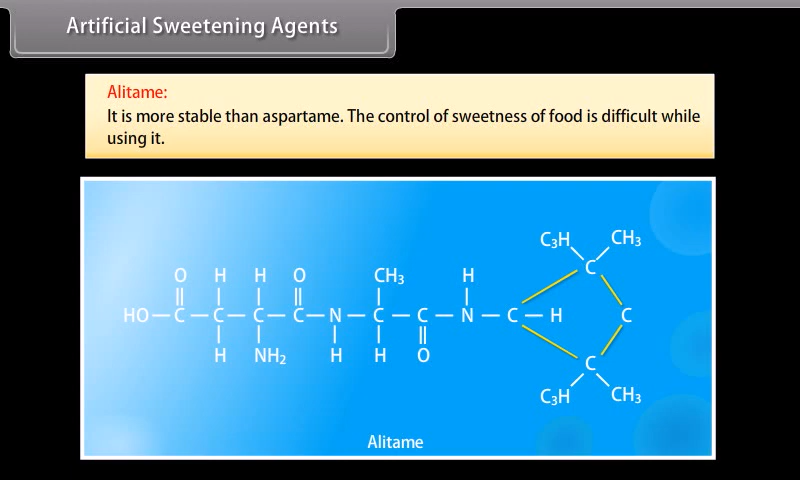 Artificial Sweetening Agents
Alitame:
It is more stable than aspartame. The control of sweetness of food is difficult while
using it.
C₃H CH₃
O H H O CH₃ H C
HO C C C C N C C N C H C
H NH₂ H H O C
C₃H CH₃
Alitame